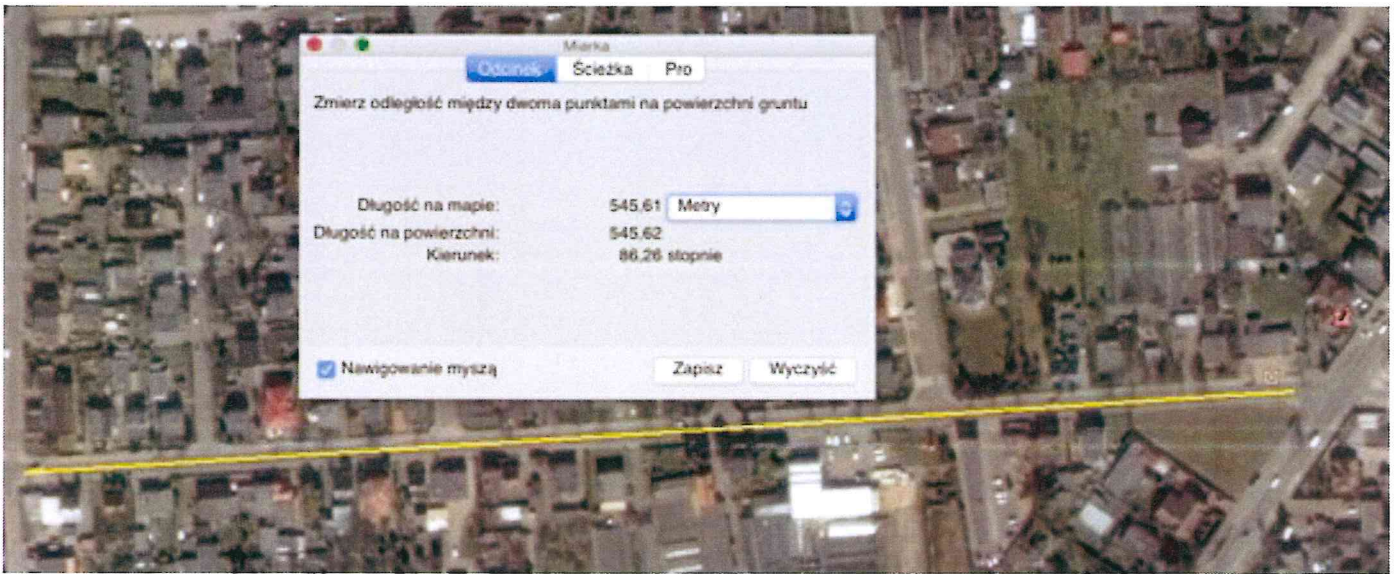 Miarka
Odcinek Ścieżka Pro
Zmierz odległość między dwoma punktami na powierzchni gruntu
Długość na mapie: 545,61 Metry
Długość na powierzchni: 545,62
Kierunek: 86,26 stopnie
Nawigowanie myszą Zapisz Wyczyść